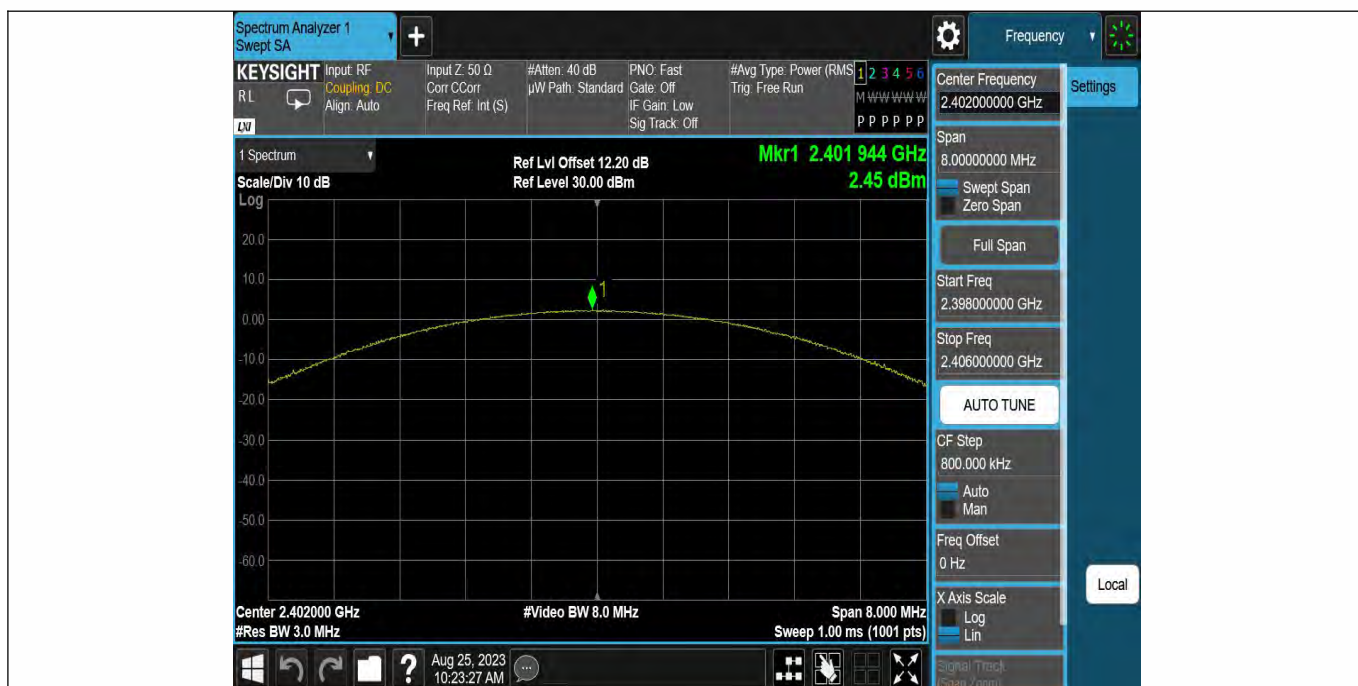 Spectrum Analyzer 1
Swept SA
+
Frequency
KEYSIGHT
RL
LXI
Input: RF
Coupling: DC
Align: Auto
Input Z: 50 Ω
Corr CCorr
Freq Ref: Int (S)
#Atten: 40 dB
µW Path: Standard
PNO: Fast
Gate: Off
IF Gain: Low
Sig Track: Off
#Avg Type: Power (RMS
Trig: Free Run
1 2 3 4 5 6
M W W W W W
P P P P P P
Center Frequency
2.402000000 GHz
Settings
Span
8.00000000 MHz
Swept Span
Zero Span
Full Span
Start Freq
2.398000000 GHz
Stop Freq
2.406000000 GHz
AUTO TUNE
CF Step
800.000 kHz
Auto
Man
Freq Offset
0 Hz
X Axis Scale
Log
Lin
Signal Track
(Span Zoom)
Local
1 Spectrum
Scale/Div 10 dB
Log
Ref Lvl Offset 12.20 dB
Ref Level 30.00 dBm
Mkr1 2.401 944 GHz
2.45 dBm
20.0
10.0
1
0.00
-10.0
-20.0
-30.0
-40.0
-50.0
-60.0
Center 2.402000 GHz
#Res BW 3.0 MHz
#Video BW 8.0 MHz
Span 8.000 MHz
Sweep 1.00 ms (1001 pts)
?
Aug 25, 2023
10:23:27 AM